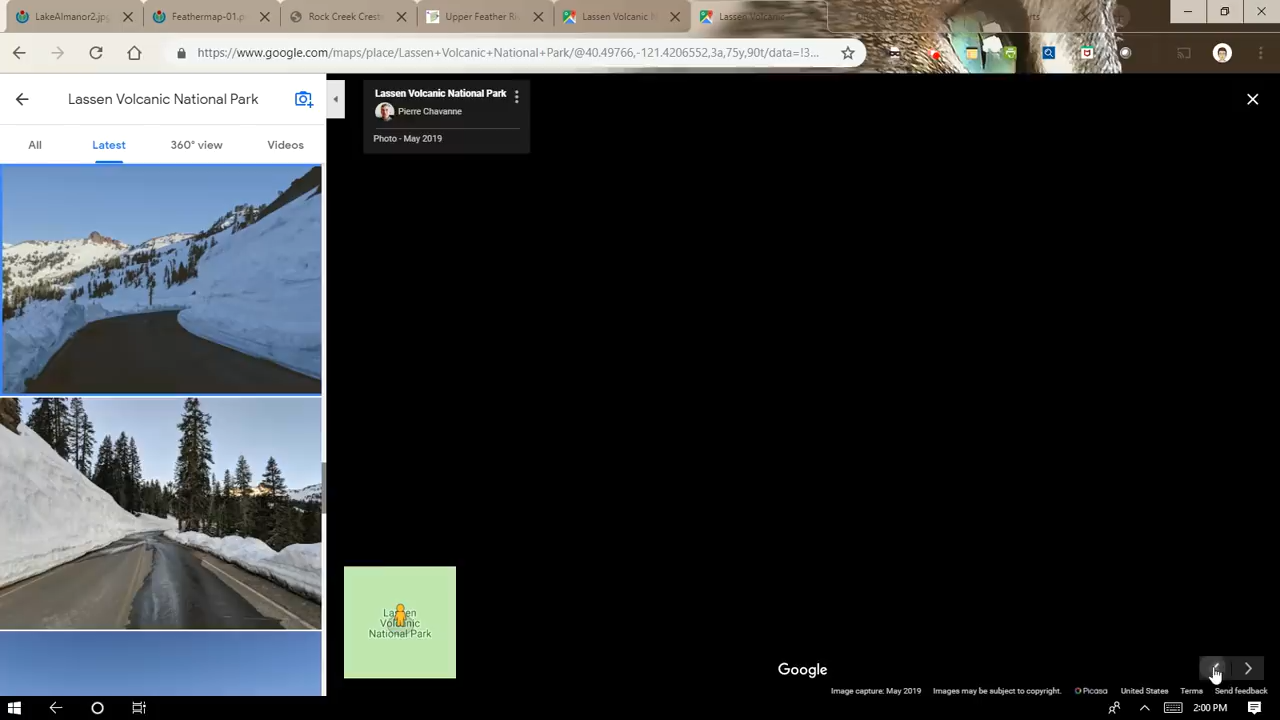 LakeAlmanor2.jp
Feathermap-01.p
Rock Creek Crest
Upper Feather Ri
Lassen Volcanic N
Lassen Volcanic
https://www.google.com/maps/place/Lassen+Volcanic+National+Park/@40.49766,-121.4206552,3a,75y,90t/data=!3...
Lassen Volcanic National Park
All
Latest
360° view
Videos
Lassen Volcanic National Park
Pierre Chavanne
Photo - May 2019
Lassen
Volcanic
National Park
Google
Image capture: May 2019
Images may be subject to copyright.
Picasa
United States
Terms
Send feedback
2:00 PM